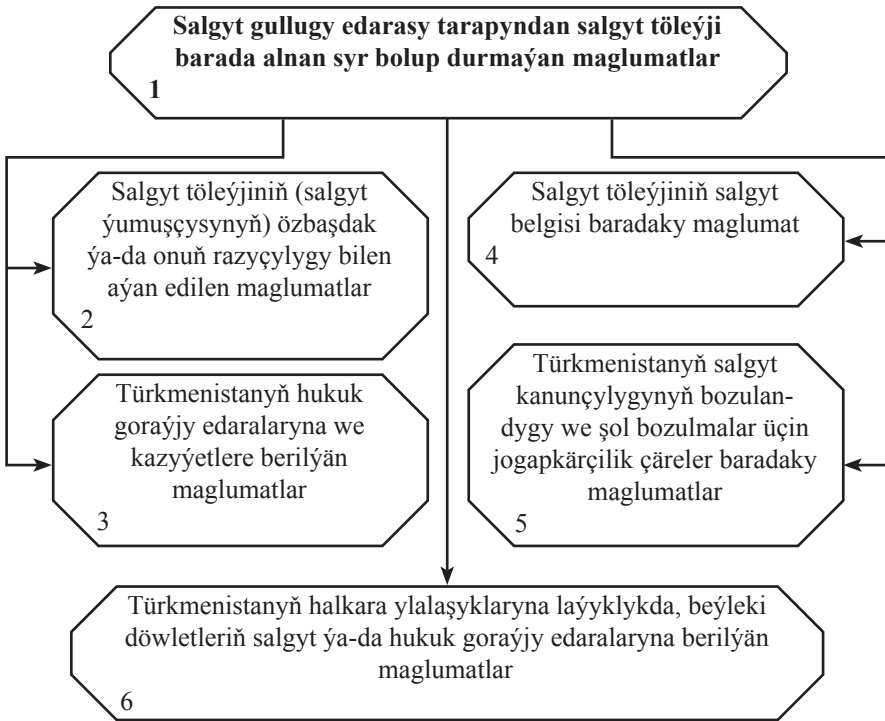 Salgyt gullugy edarasy tarapyndan salgyt töleýji
barada alnan syr bolup durmaýan maglumatlar
1
Salgyt töleýjiniň (salgyt
ýumuşçysynyň) özbaşdak
ýa-da onuň razyçylygy bilen
aýan edilen maglumatlar
2
Türkmenistanyň hukuk
goraýjy edaralaryna we
kazyýetlere berilýän
maglumatlar
3
Salgyt töleýjiniň salgyt
belgisi baradaky maglumat
4
Türkmenistanyň salgyt
kanunçylygynyň bozulan-
dygy we şol bozulmalar üçin
jogapkärçilik çäreler baradaky
maglumatlar
5
Türkmenistanyň halkara ylalaşyklaryna laýyklykda, beýleki
döwletleriň salgyt ýa-da hukuk goraýjy edaralaryna berilýän
maglumatlar
6